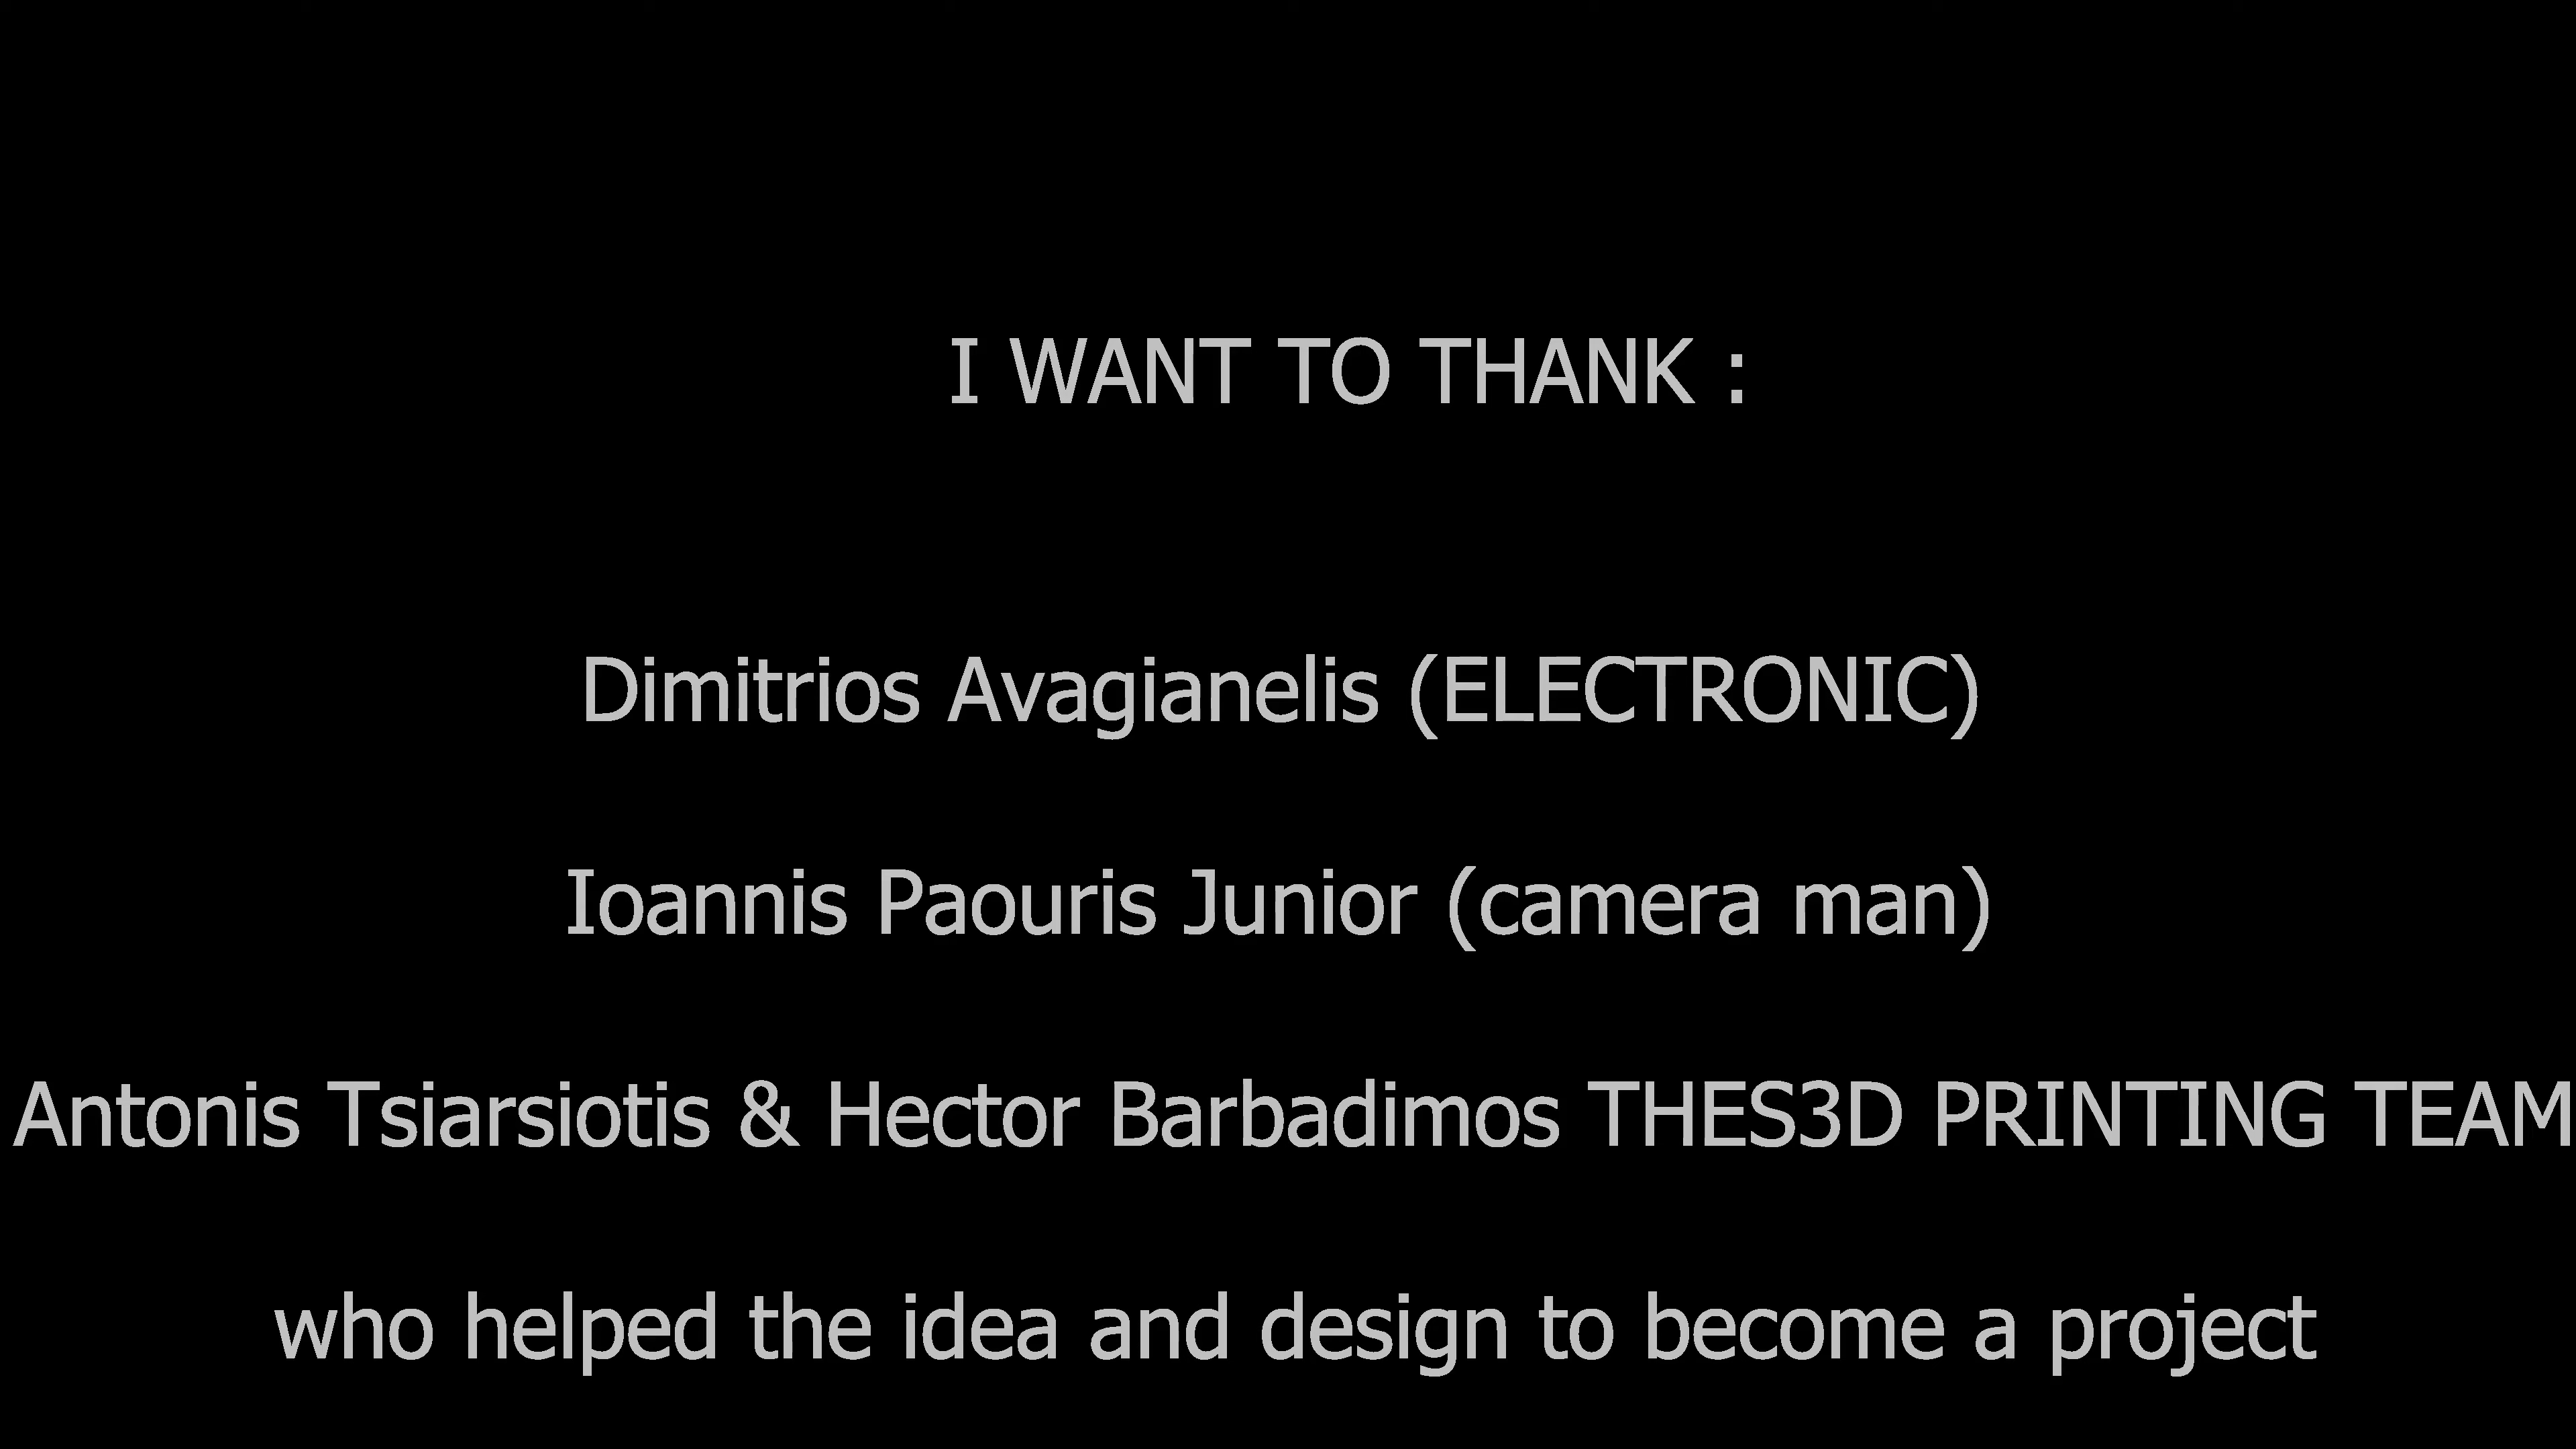 I WANT TO THANK :
Dimitrios Avagianelis (ELECTRONIC)
Ioannis Paouris Junior (camera man)
Antonis Tsiarsiotis & Hector Barbadimos THES3D PRINTING TEAM
who helped the idea and design to become a project